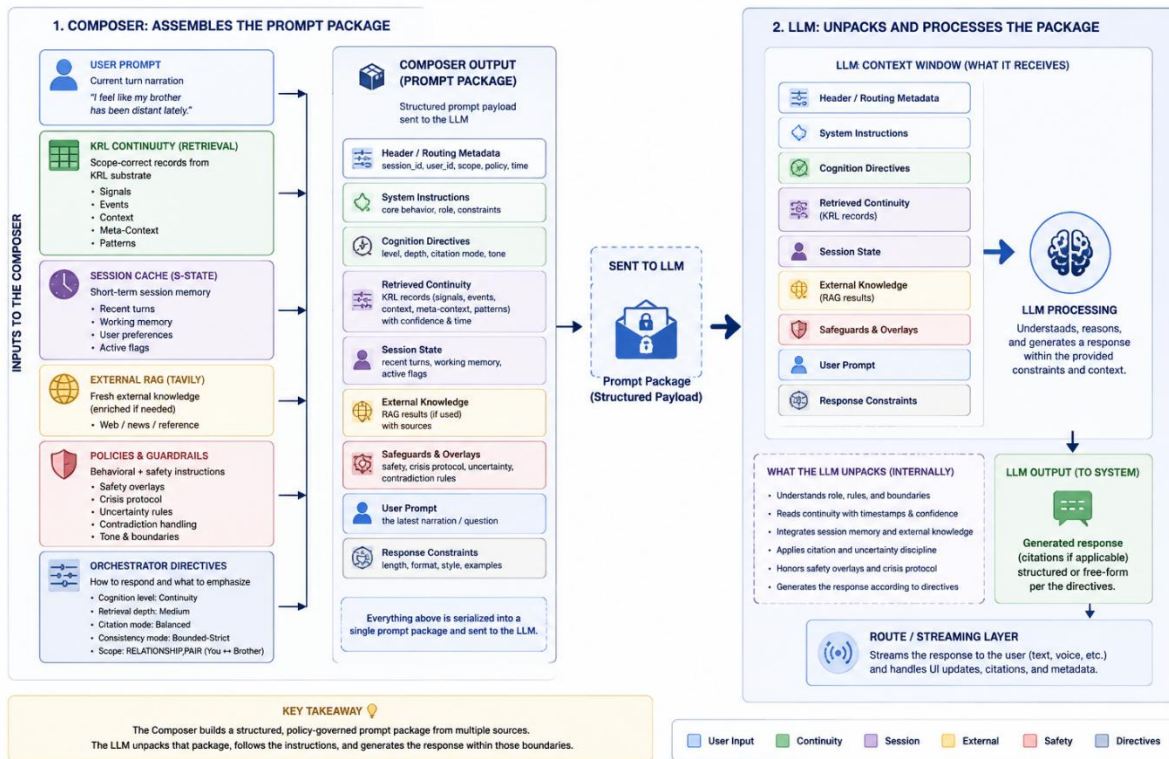 1. COMPOSER: ASSEMBLES THE PROMPT PACKAGE
INPUTS TO THE COMPOSER
USER PROMPT
Current turn narration
"I feel like my brother
has been distant lately."
KRL CONTINUITY (RETRIEVAL)
Scope-correct records from
KRL substrate
• Signals
• Events
• Context
• Meta-Context
• Patterns
SESSION CACHE (S-STATE)
Short-term session memory
• Recent turns
• Working memory
• User preferences
• Active flags
EXTERNAL RAG (TAVILY)
Fresh external knowledge
(enriched if needed)
• Web / news / reference
POLICIES & GUARDRAILS
Behavioral + safety instructions
• Safety overlays
• Crisis protocol
• Uncertainty rules
• Contradiction handling
• Tone & boundaries
ORCHESTRATOR DIRECTIVES
How to respond and what to emphasize
• Cognition level: Continuity
• Retrieval depth: Medium
• Citation mode: Balanced
• Consistency mode: Bounded-Strict
• Scope: RELATIONSHIP,PAIR (You ↔ Brother)
COMPOSER OUTPUT
(PROMPT PACKAGE)
Structured prompt payload
sent to the LLM
Header / Routing Metadata
session_id, user_id, scope, policy, time
System Instructions
core behavior, role, constraints
Cognition Directives
level, depth, citation mode, tone
Retrieved Continuity
KRL records (signals, events,
context, meta-context, patterns)
with confidence & time
Session State
recent turns, working memory,
active flags
External Knowledge
RAG results (if used)
with sources
Safeguards & Overlays
safety, crisis protocol, uncertainty,
contradiction rules
User Prompt
the latest narration / question
Response Constraints
length, format, style, examples
Everything above is serialized into a
single prompt package and sent to the LLM.
SENT TO LLM
Prompt Package
(Structured Payload)
2. LLM: UNPACKS AND PROCESSES THE PACKAGE
LLM: CONTEXT WINDOW (WHAT IT RECEIVES)
Header / Routing Metadata
System Instructions
Cognition Directives
Retrieved Continuity
(KRL records)
Session State
External Knowledge
(RAG results)
Safeguards & Overlays
User Prompt
Response Constraints
LLM PROCESSING
Understaads, reasons,
and generates a response
within the provided
constraints and context.
WHAT THE LLM UNPACKS (INTERNALLY)
• Understands role, rules, and boundaries
• Reads continuity with timestamps & confidence
• Integrates session memory and external knowledge
• Applies citation and uncertainty discipline
• Honors safety overlays and crisis protocol
• Generates the response according to directives
LLM OUTPUT (TO SYSTEM)
Generated response
(citations if applicable)
structured or free-form
per the directives.
ROUTE / STREAMING LAYER
Streams the response to the user (text, voice, etc.)
and handles UI updates, citations, and metadata.
KEY TAKEAWAY
The Composer builds a structured, policy-governed prompt package from multiple sources.
The LLM unpacks that package, follows the instructions, and generates the response within those boundaries.
User Input
Continuity
Session
External
Safety
Directives